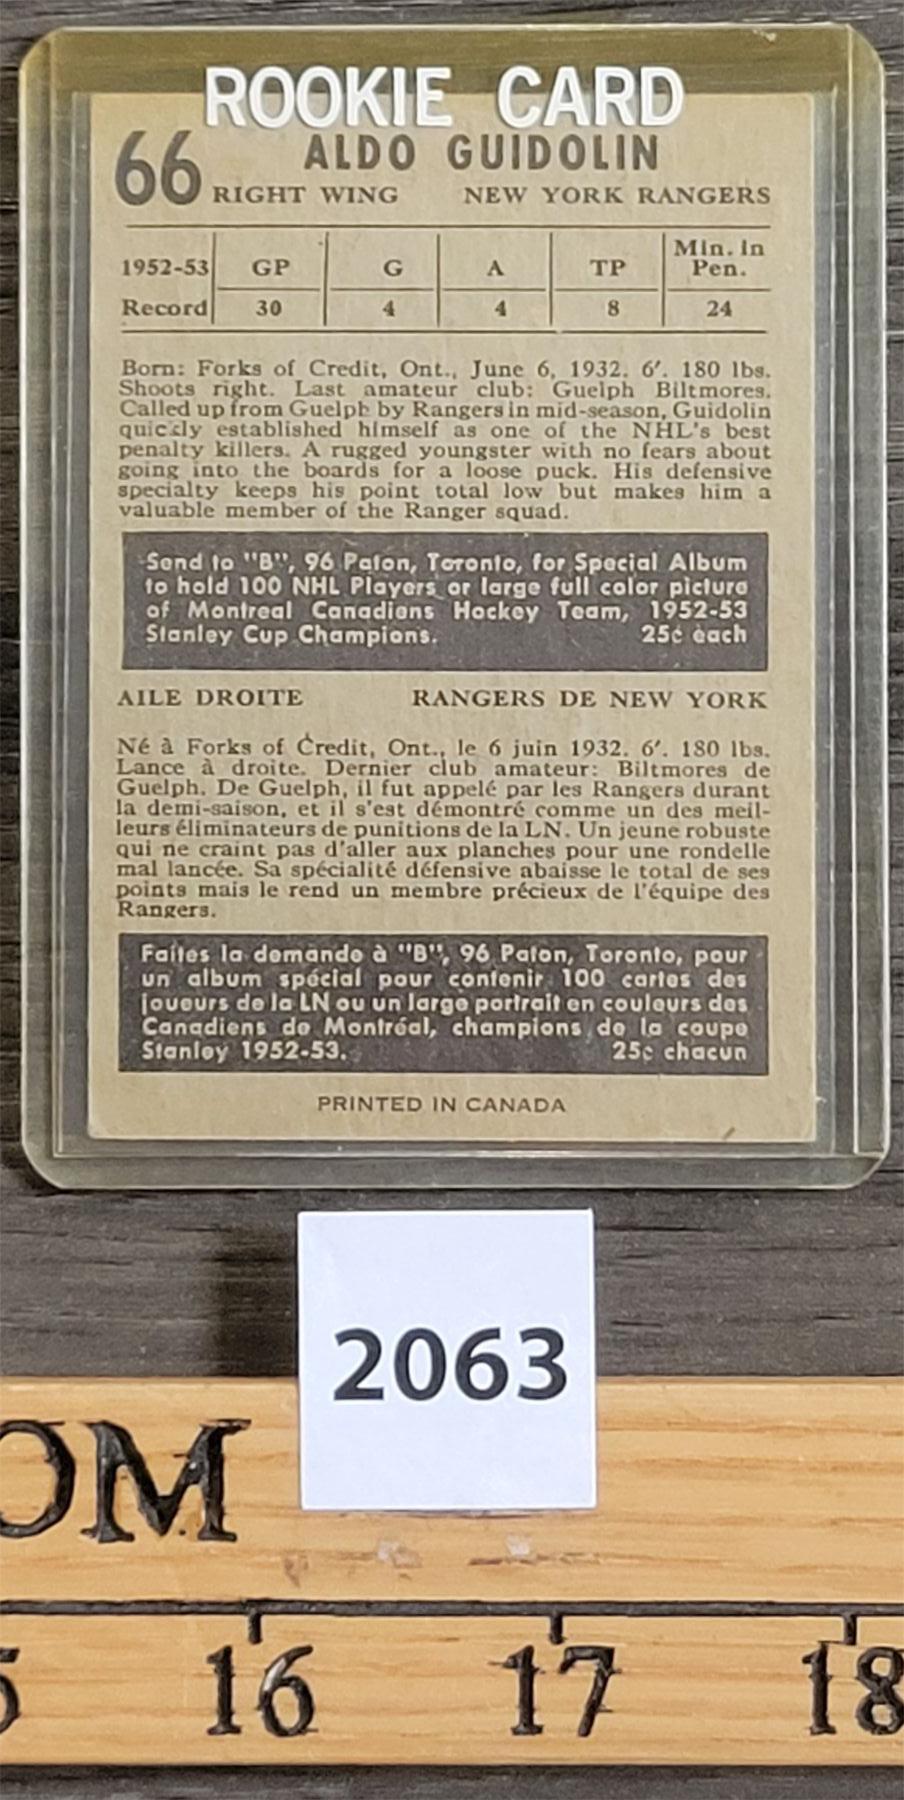 ROOKIE CARD
66 ALDO GUIDOLIN
RIGHT WING NEW YORK RANGERS
1952-53 GP G A TP Min. in Pen.
Record 30 4 4 8 24
Born: Forks of Credit, Ont., June 6, 1932. 6'. 180 lbs.
Shoots right. Last amateur club: Guelph Biltmores.
Called up from Guelph by Rangers in mid-season, Guidolin
quickly established himself as one of the NHL's best
penalty killers. A rugged youngster with no fears about
going into the boards for a loose puck. His defensive
specialty keeps his point total low but makes him a
valuable member of the Ranger squad.
Send to "B", 96 Paton, Toronto, for Special Album
to hold 100 NHL Players or large full color picture
of Montreal Canadiens Hockey Team, 1952-53
Stanley Cup Champions. 25¢ each
AILE DROITE RANGERS DE NEW YORK
Né à Forks of Credit, Ont., le 6 juin 1932. 6'. 180 lbs.
Lance à droite. Dernier club amateur: Biltmores de
Guelph. De Guelph, il fut appelé par les Rangers durant
la demi-saison, et il s'est démontré comme un des meil-
leurs éliminateurs de punitions de la LN. Un jeune robuste
qui ne craint pas d'aller aux planches pour une rondelle
mal lancée. Sa spécialité défensive abaisse le total de ses
points mais le rend un membre précieux de l'équipe des
Rangers.
Faites la demande à "B", 96 Paton, Toronto, pour
un album spécial pour contenir 100 cartes des
joueurs de la LN ou un large portrait en couleurs des
Canadiens de Montréal, champions de la coupe
Stanley 1952-53. 25¢ chacun
PRINTED IN CANADA
2063
OM
16 17 18